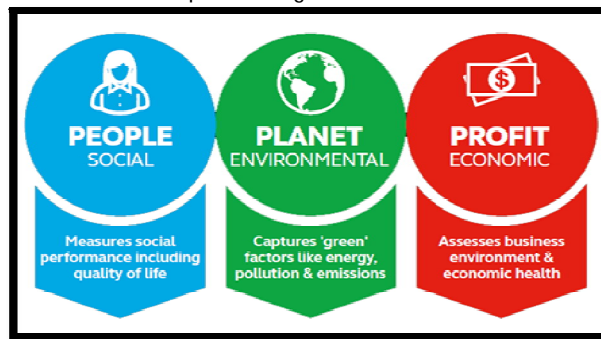 PEOPLE
SOCIAL
Measures social
performance including
quality of life
PLANET
ENVIRONMENTAL
Captures 'green'
factors like energy,
pollution & emissions
$
PROFIT
ECONOMIC
Assesses business
environment &
economic health